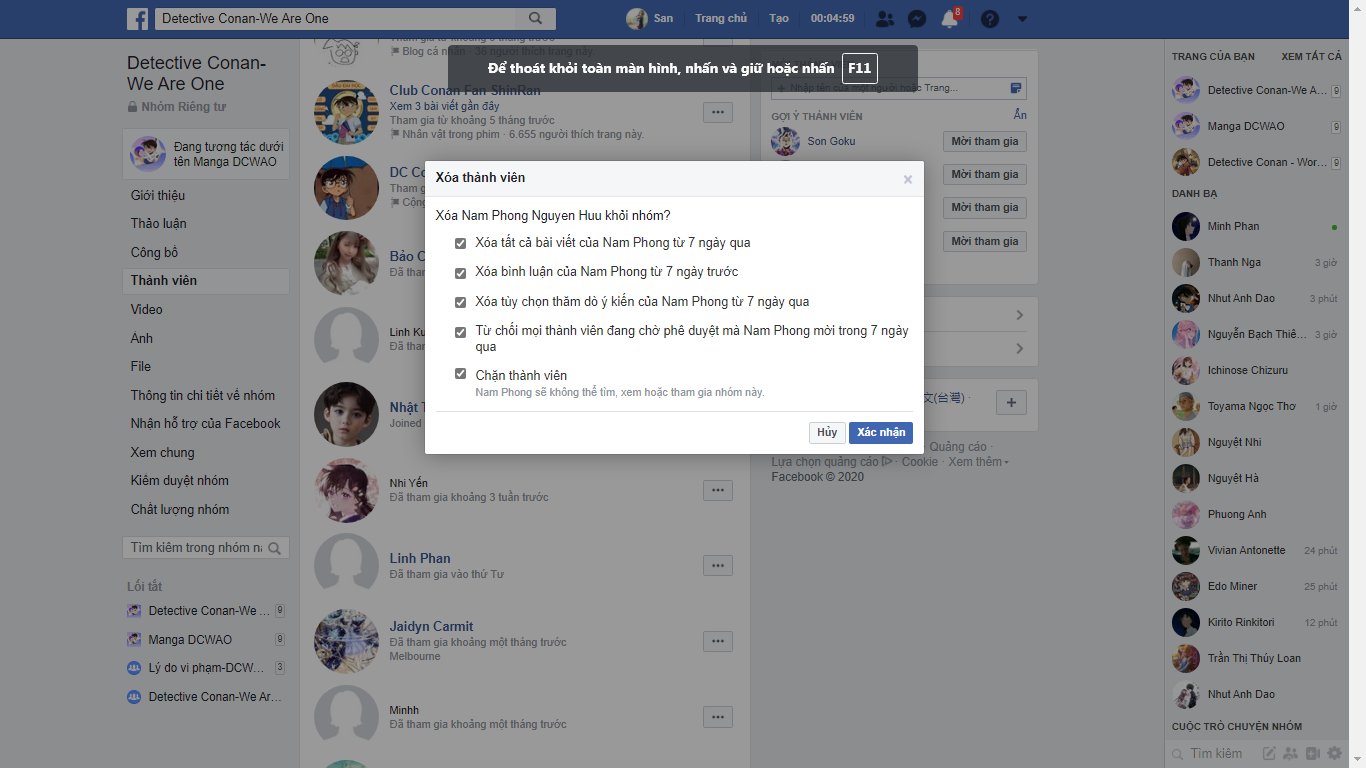 Detective Conan-We Are One
San
Trang chủ
Tạo
00:04:59
8
Detective Conan-
We Are One
Nhóm Riêng tư
Đang tương tác dưới
tên Manga DCWAO
Giới thiệu
Thảo luận
Công bố
Thành viên
Video
Ảnh
File
Thông tin chi tiết về nhóm
Nhận hỗ trợ của Facebook
Xem chung
Kiểm duyệt nhóm
Chất lượng nhóm
Tìm kiếm trong nhóm
Lối tắt
Detective Conan-We ... 9
Manga DCWAO 9
Lý do vi phạm-DCW... 3
Detective Conan-We Ar...
Tham gia từ khoảng 5 tháng trước
Blog cá nhân · 36 người thích trang này.
Để thoát khỏi toàn màn hình, nhấn và giữ hoặc nhấn F11
Club Conan Fan ShinRan
Xem 3 bài viết gần đây
Tham gia từ khoảng 5 tháng trước
Nhân vật trong phim · 6.655 người thích trang này.
DC Co
Tham g
Cộng
Bảo C
Đã tham
Linh Ku
Đã tham
Nhật T
Joined
Nhi Yến
Đã tham gia khoảng 3 tuần trước
Linh Phan
Đã tham gia vào thứ Tư
Jaidyn Carmit
Đã tham gia khoảng một tháng trước
Melbourne
Minhh
Đã tham gia khoảng một tháng trước
Xóa thành viên
Xóa Nam Phong Nguyen Huu khỏi nhóm?
Xóa tất cả bài viết của Nam Phong từ 7 ngày qua
Xóa bình luận của Nam Phong từ 7 ngày trước
Xóa tùy chọn thăm dò ý kiến của Nam Phong từ 7 ngày qua
Từ chối mọi thành viên đang chờ phê duyệt mà Nam Phong mời trong 7 ngày
qua
Chặn thành viên
Nam Phong sẽ không thể tìm, xem hoặc tham gia nhóm này.
Hủy
Xác nhận
Nhập tên của một người hoặc Trang...
GỢI Ý THÀNH VIÊN
Ẩn
Son Goku
Mời tham gia
Mời tham gia
Mời tham gia
Mời tham gia
文(台灣) ·
Quảng cáo ·
Lựa chọn quảng cáo · Cookie · Xem thêm
Facebook © 2020
TRANG CỦA BẠN
XEM TẤT CẢ
Detective Conan-We A... 9
Manga DCWAO 9
Detective Conan - Wor... 9
DANH BẠ
Minh Phan
Thanh Nga 3 giờ
Nhut Anh Dao 3 phút
Nguyễn Bạch Thiê... 3 giờ
Ichinose Chizuru
Toyama Ngọc Thơ 1 giờ
Nguyệt Nhi
Nguyệt Hà
Phuong Anh
Vivian Antonette 24 phút
Edo Miner 25 phút
Kirito Rinkitori 12 phút
Trần Thị Thúy Loan
Nhut Anh Dao
CUỘC TRÒ CHUYỆN NHÓM
Tìm kiếm